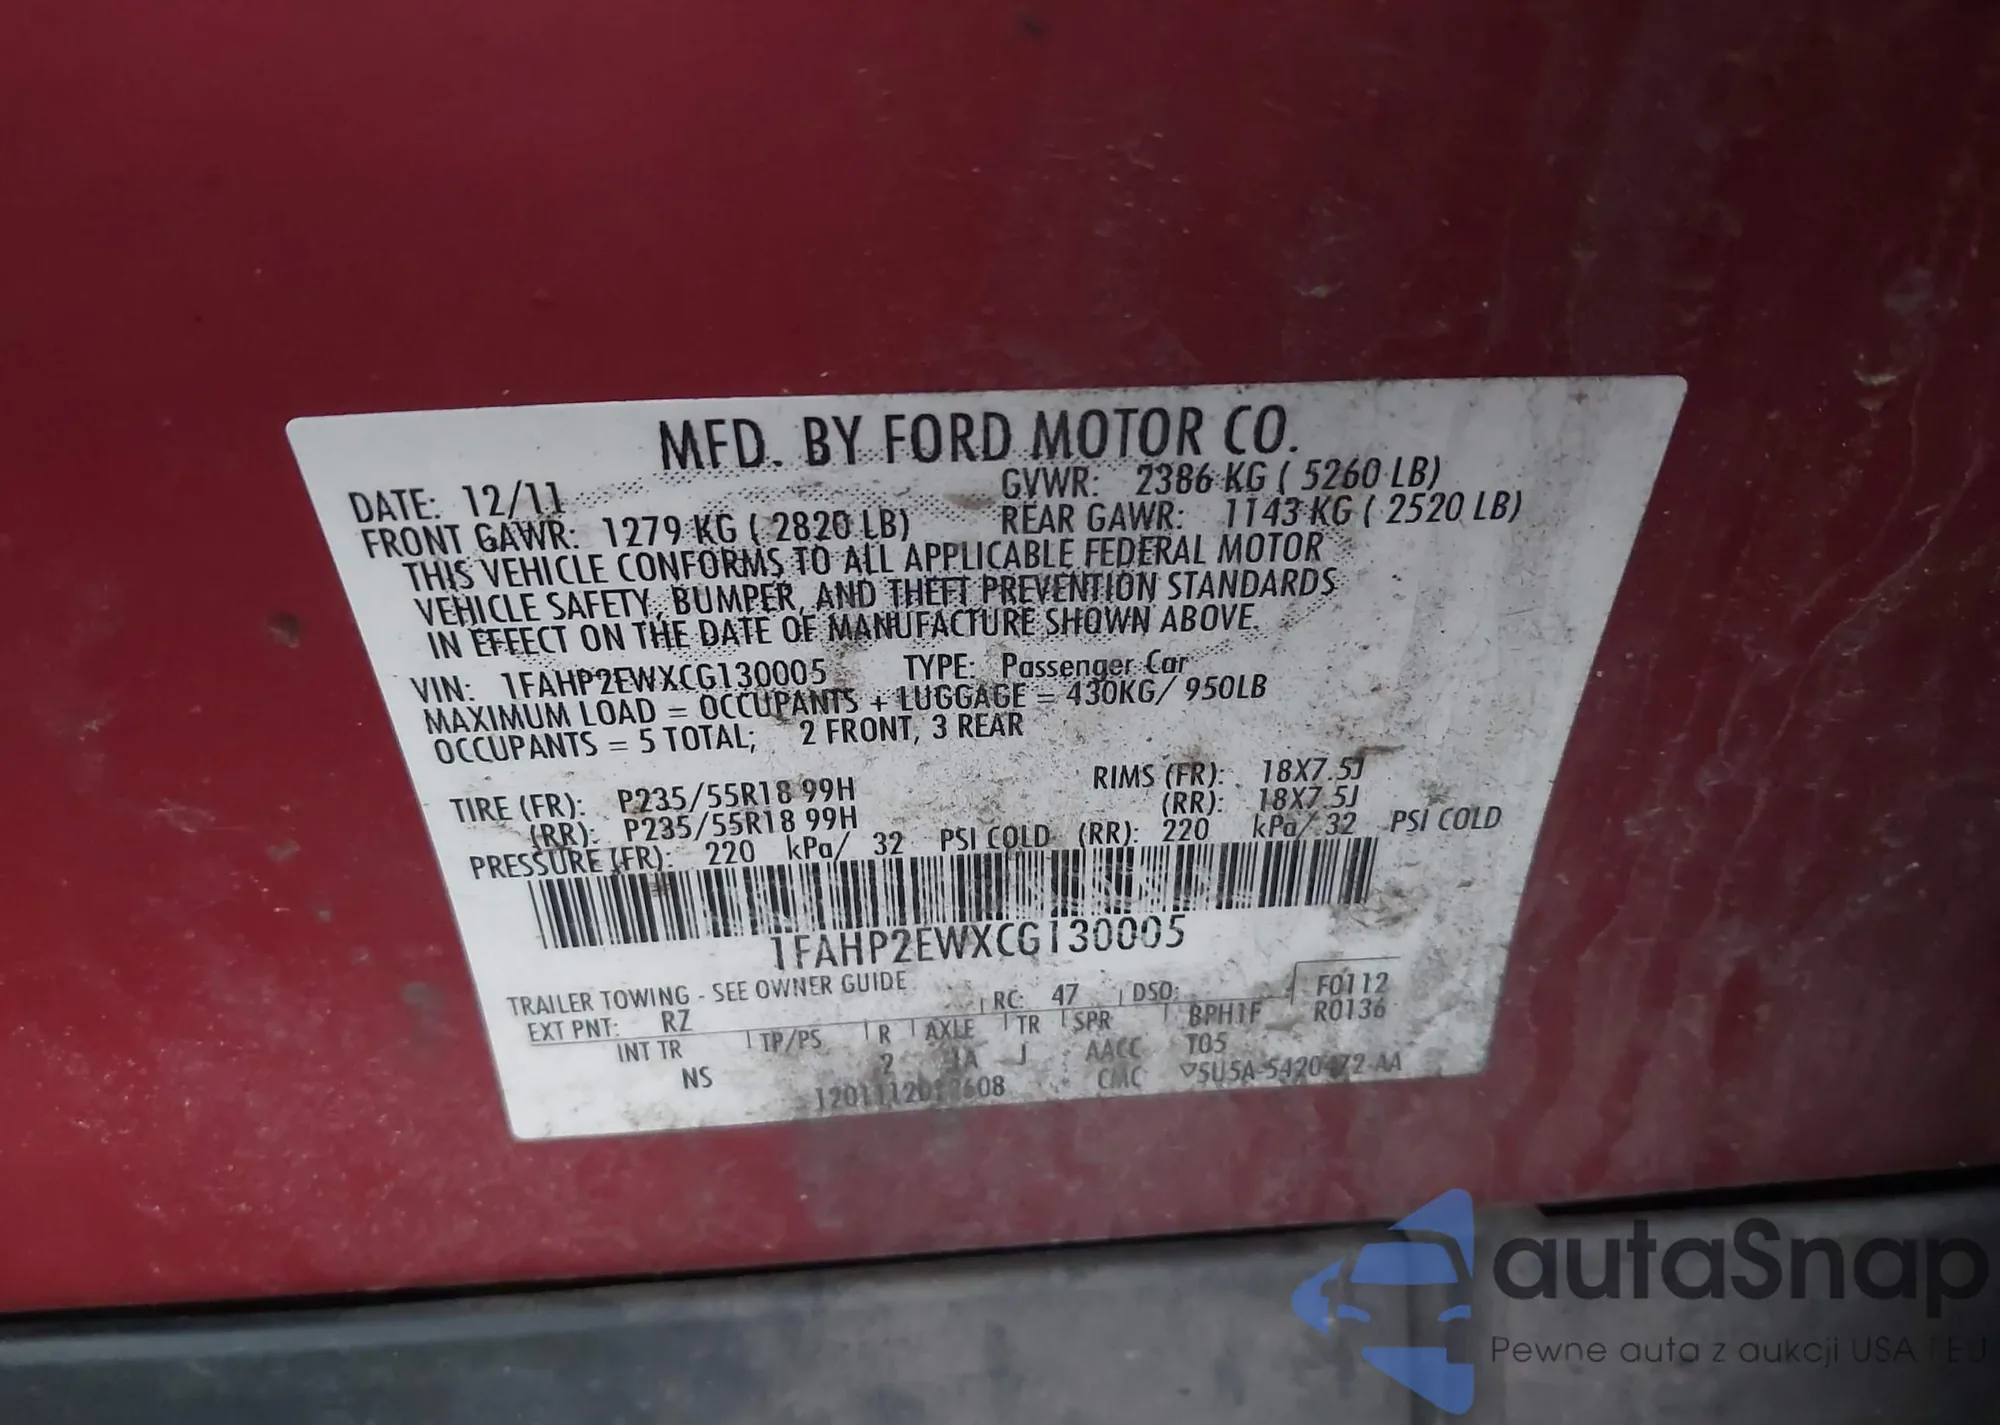 MFD. BY FORD MOTOR CO.
DATE: 12/11 GVWR: 2386 KG ( 5260 LB)
FRONT GAWR: 1279 KG ( 2820 LB) REAR GAWR: 1143 KG ( 2520 LB)
THIS VEHICLE CONFORMS TO ALL APPLICABLE FEDERAL MOTOR
VEHICLE SAFETY, BUMPER, AND THEFT PREVENTION STANDARDS
IN EFFECT ON THE DATE OF MANUFACTURE SHOWN ABOVE.
VIN: 1FAHP2EWXCG130005 TYPE: Passenger Car
MAXIMUM LOAD = OCCUPANTS + LUGGAGE = 430KG/ 950LB
OCCUPANTS = 5 TOTAL; 2 FRONT, 3 REAR
TIRE (FR): P235/55R18 99H RIMS (FR): 18X7.5J
(RR): P235/55R18 99H (RR): 18X7.5J
PRESSURE (FR): 220 kPa/ 32 PSI COLD (RR): 220 kPa/ 32 PSI COLD
1FAHP2EWXCG130005
TRAILER TOWING - SEE OWNER GUIDE
EXT PNT: RZ RC: 47 DSO: F0112
INT TR TP/PS R AXLE TR SPR BPH1F R0136
NS 2 1A J AACC T05
CMC 5U5A-5420472-AA
autaSnap
Pewne auta z aukcji USA i EU